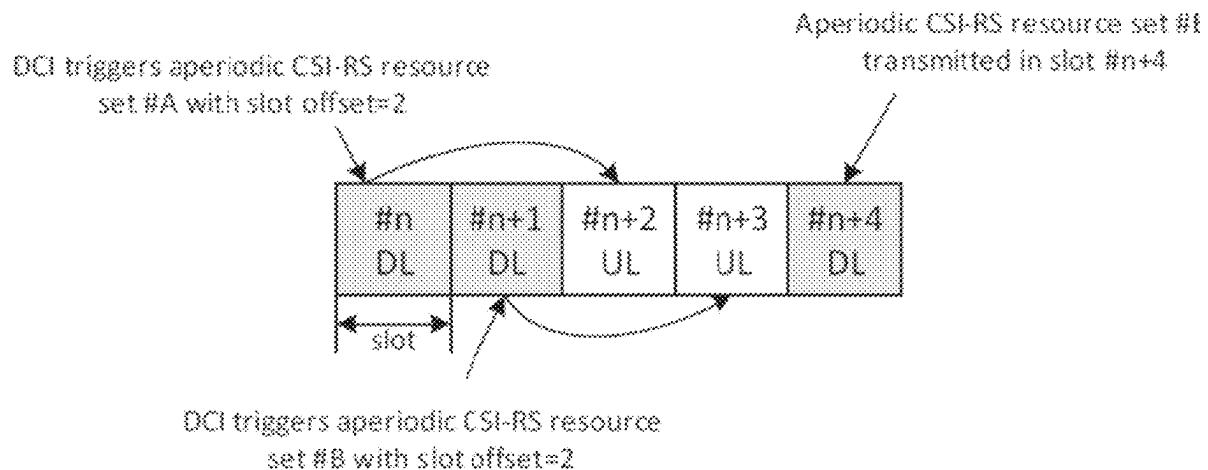 Aperiodic CSI-RS resource set
transmitted in slot #n+4
DCI triggers aperiodic CSI-RS resource
set #A with slot offset=2
#n
DL
#n+1
DL
#n+2
UL
#n+3
UL
#n+4
DL
slot
DCI triggers aperiodic CSI-RS resource
set #B with slot offset=2